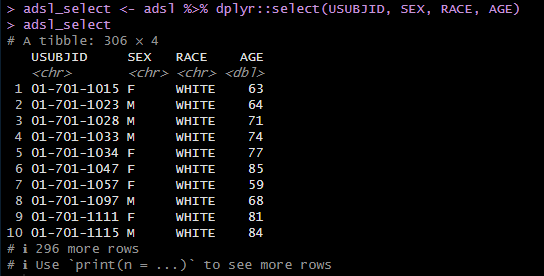 > adsl_select <- adsl %>% dplyr::select(USUBJID, SEX, RACE, AGE)
> adsl_select
# A tibble: 306 × 4
   USUBJID     SEX   RACE    AGE
   <chr>       <chr> <chr> <dbl>
 1 01-701-1015 F     WHITE    63
 2 01-701-1023 M     WHITE    64
 3 01-701-1028 M     WHITE    71
 4 01-701-1033 M     WHITE    74
 5 01-701-1034 F     WHITE    77
 6 01-701-1047 F     WHITE    85
 7 01-701-1057 F     WHITE    59
 8 01-701-1097 M     WHITE    68
 9 01-701-1111 F     WHITE    81
10 01-701-1115 M     WHITE    84
# ℹ 296 more rows
# ℹ Use `print(n = ...)` to see more rows